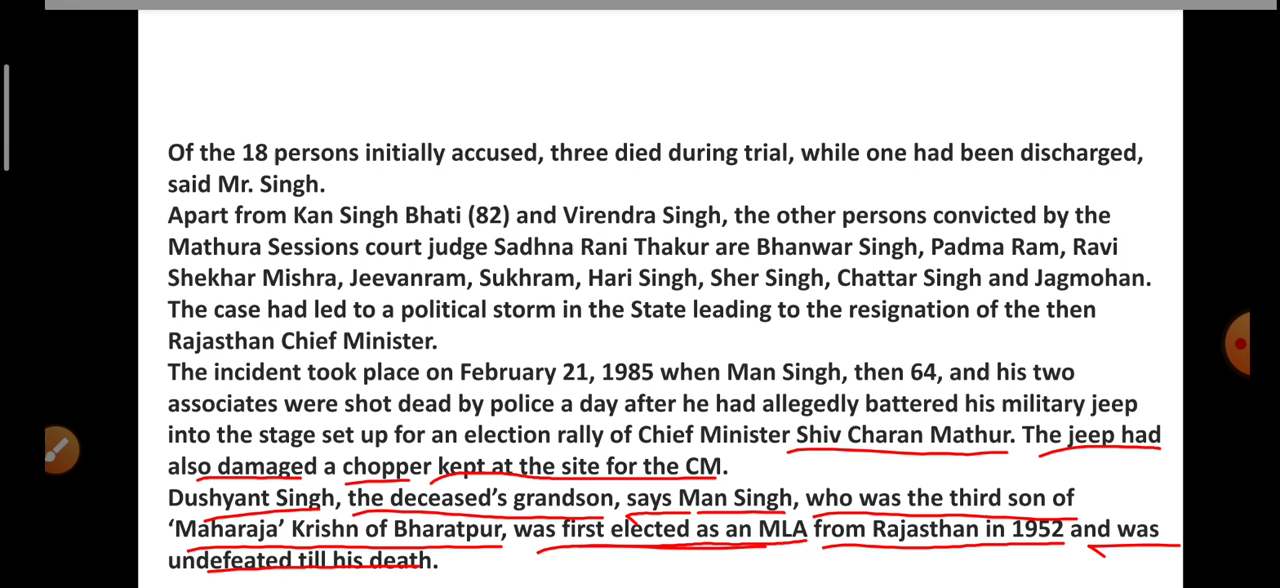 Of the 18 persons initially accused, three died during trial, while one had been discharged,
said Mr. Singh.
Apart from Kan Singh Bhati (82) and Virendra Singh, the other persons convicted by the
Mathura Sessions court judge Sadhna Rani Thakur are Bhanwar Singh, Padma Ram, Ravi
Shekhar Mishra, Jeevanram, Sukhram, Hari Singh, Sher Singh, Chattar Singh and Jagmohan.
The case had led to a political storm in the State leading to the resignation of the then
Rajasthan Chief Minister.
The incident took place on February 21, 1985 when Man Singh, then 64, and his two
associates were shot dead by police a day after he had allegedly battered his military jeep
into the stage set up for an election rally of Chief Minister Shiv Charan Mathur. The jeep had
also damaged a chopper kept at the site for the CM.
Dushyant Singh, the deceased's grandson, says Man Singh, who was the third son of
‘Maharaja’ Krishn of Bharatpur, was first elected as an MLA from Rajasthan in 1952 and was
undefeated till his death.